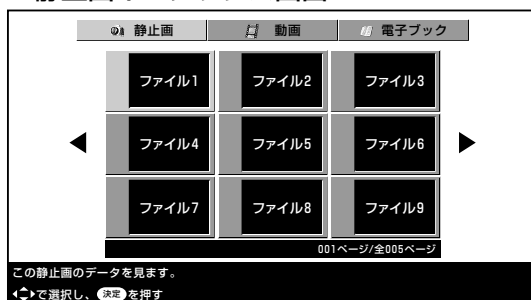 静止画 動画 電子ブック
ファイル1 ファイル2 ファイル3
ファイル4 ファイル5 ファイル6
ファイル7 ファイル8 ファイル9
001ページ/全005ページ
この静止画のデータを見ます。
で選択し、決定を押す